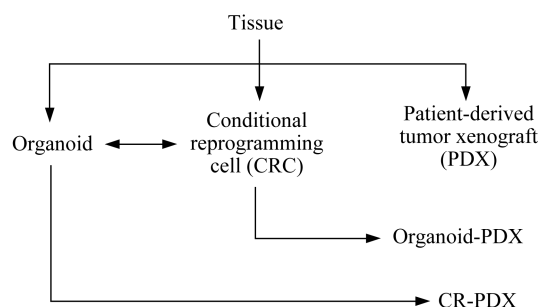 Tissue
Organoid
Conditional
reprogramming
cell (CRC)
Patient-derived
tumor xenograft
(PDX)
Organoid-PDX
CR-PDX